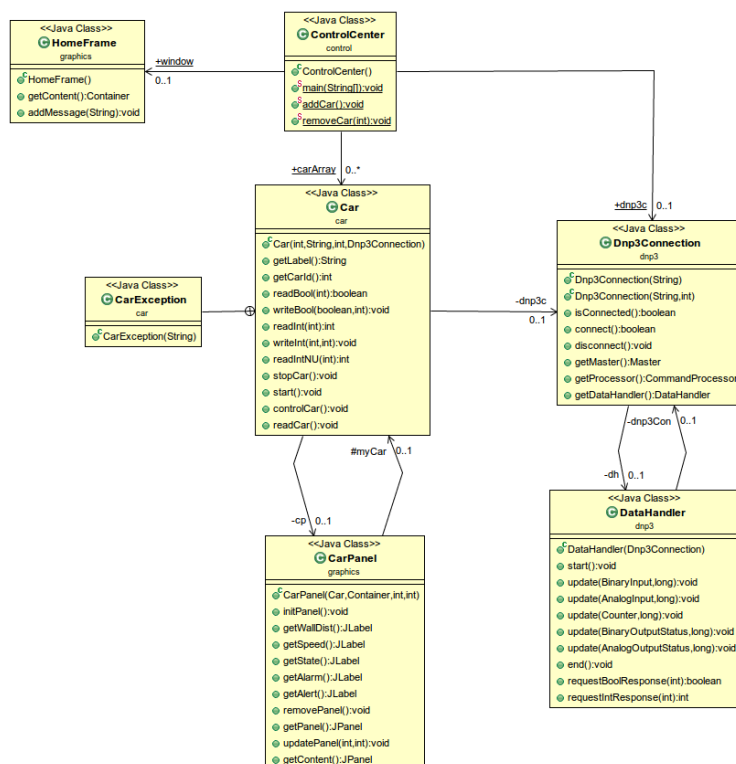 <<Java Class>>
HomeFrame
graphics
HomeFrame()
getContent():Container
addMessage(String):void
<<Java Class>>
ControlCenter
control
ControlCenter()
main(String[]):void
addCar():void
removeCar(int):void
+window
0..1
+carArray 0..*
+dnp3c 0..1
<<Java Class>>
Car
car
Car(int,String,int,Dnp3Connection)
getLabel():String
getCarId():int
readBool(int):boolean
writeBool(boolean,int):void
readInt(int):int
writeInt(int,int):void
readIntNU(int):int
stopCar():void
start():void
controlCar():void
readCar():void
<<Java Class>>
CarException
car
CarException(String)
-dnp3c
0..1
<<Java Class>>
Dnp3Connection
dnp3
Dnp3Connection(String)
Dnp3Connection(String,int)
isConnected():boolean
connect():boolean
disconnect():void
getMaster():Master
getProcessor():CommandProcessor
getDataHandler():DataHandler
#myCar 0..1
-cp 0..1
-dnp3Con 0..1
-dh 0..1
<<Java Class>>
CarPanel
graphics
CarPanel(Car,Container,int,int)
initPanel():void
getWallDist():JLabel
getSpeed():JLabel
getState():JLabel
getAlarm():JLabel
getAlert():JLabel
removePanel():void
getPanel():JPanel
updatePanel(int,int):void
getContent():JPanel
<<Java Class>>
DataHandler
dnp3
DataHandler(Dnp3Connection)
start():void
update(BinaryInput,long):void
update(AnalogInput,long):void
update(Counter,long):void
update(BinaryOutputStatus,long):void
update(AnalogOutputStatus,long):void
end():void
requestBoolResponse(int):boolean
requestIntResponse(int):int